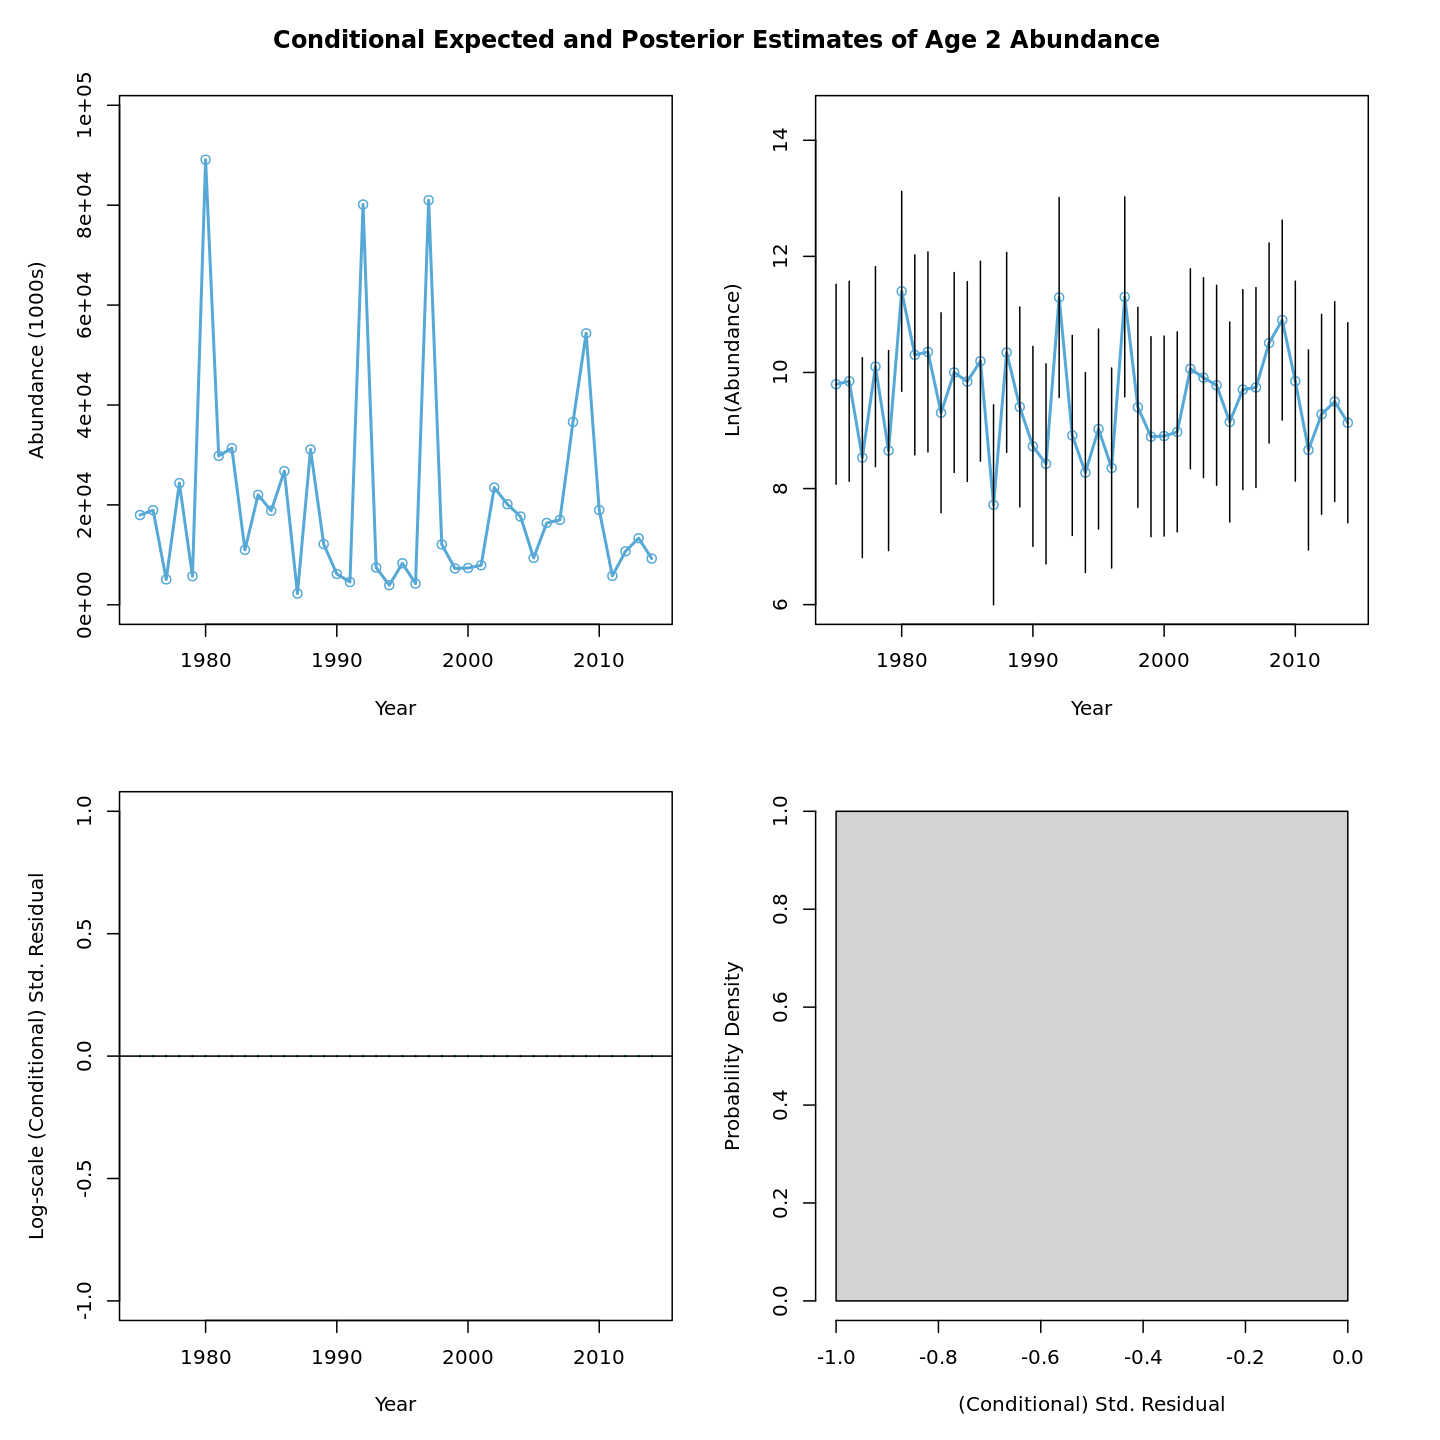 Conditional Expected and Posterior Estimates of Age 2 Abundance
Abundance (1000s)
1e+05
8e+04
6e+04
4e+04
2e+04
0e+00
1980 1990 2000 2010
Year
Ln(Abundance)
14
12
10
8
6
1980 1990 2000 2010
Year
Log-scale (Conditional) Std. Residual
1.0
0.5
0.0
-0.5
-1.0
1980 1990 2000 2010
Year
Probability Density
1.0
0.8
0.6
0.4
0.2
0.0
-1.0 -0.8 -0.6 -0.4 -0.2 0.0
(Conditional) Std. Residual